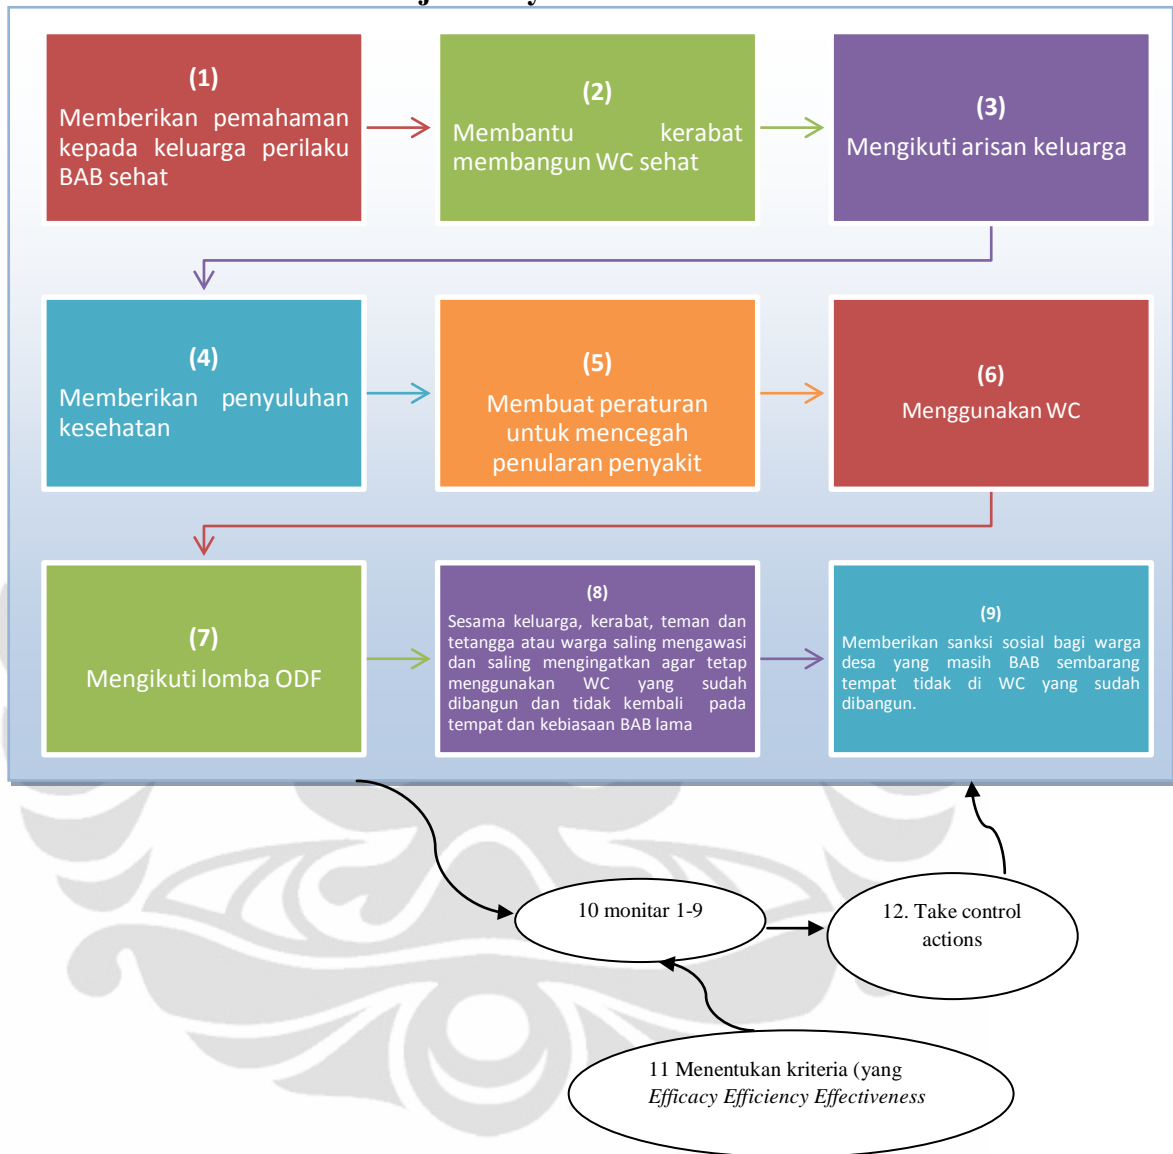 (1)
Memberikan pemahaman
kepada keluarga perilaku
BAB sehat
(2)
Membantu kerabat
membangun WC sehat
(3)
Mengikuti arisan keluarga
(4)
Memberikan penyuluhan
kesehatan
(5)
Membuat peraturan
untuk mencegah
penularan penyakit
(6)
Menggunakan WC
(7)
Mengikuti lomba ODF
(8)
Sesama keluarga, kerabat, teman dan
tetangga atau warga saling mengawasi
dan saling mengingatkan agar tetap
menggunakan WC yang sudah
dibangun dan tidak kembali pada
tempat dan kebiasaan BAB lama
(9)
Memberikan sanksi sosial bagi warga
desa yang masih BAB sembarang
tempat tidak di WC yang sudah
dibangun.
10 monitar 1-9
12. Take control
actions
11 Menentukan kriteria (yang
Efficacy Efficiency Effectiveness